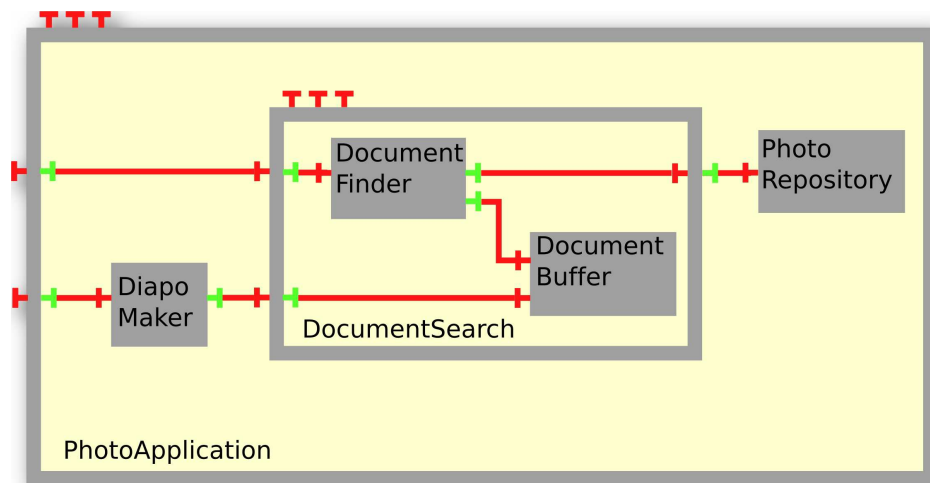 Document
Finder
Photo
Repository
Document
Buffer
Diapo
Maker
DocumentSearch
PhotoApplication